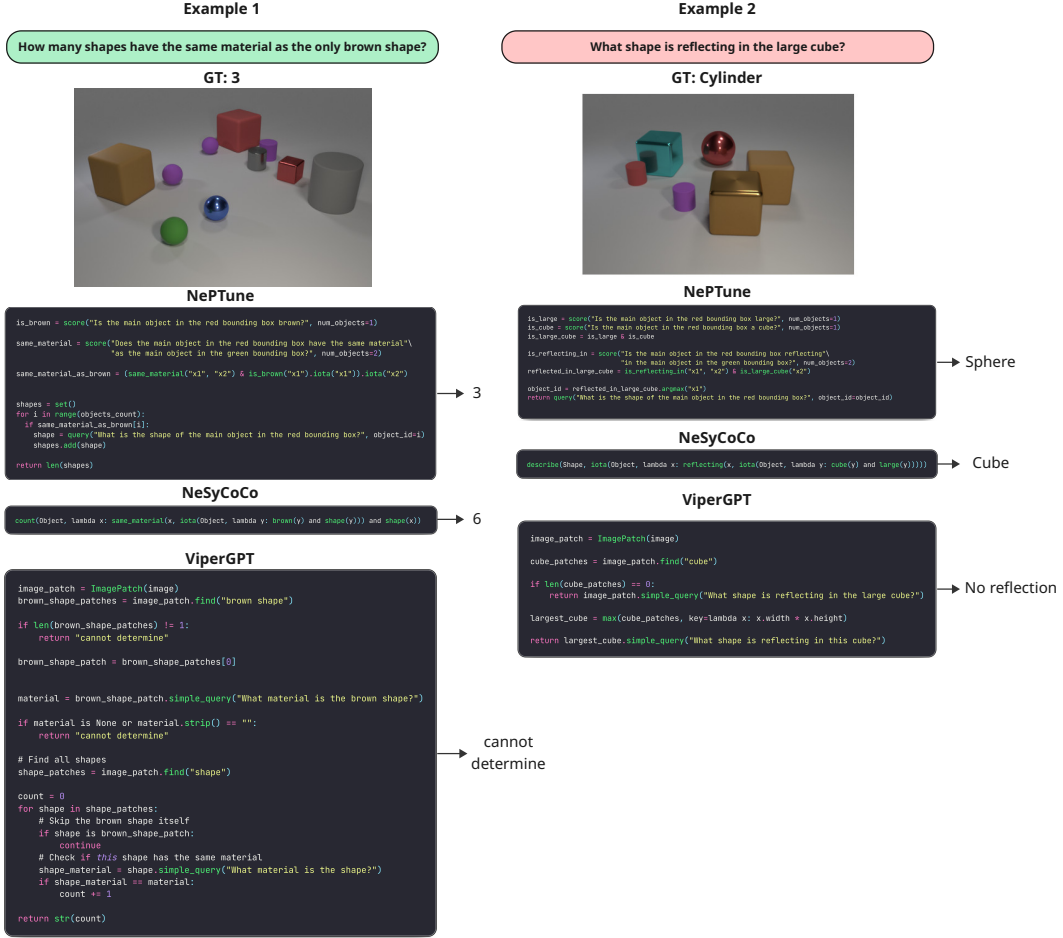 Example 1
How many shapes have the same material as the only brown shape?
GT: 3
NePTune
is_brown = score("Is the main object in the red bounding box brown?", num_objects=1)
same_material = score("Does the main object in the red bounding box have the same material"\
"as the main object in the green bounding box?", num_objects=2)
same_material_as_brown = (same_material("x1", "x2") & is_brown("x1").iota("x1")).iota("x2")
shapes = set()
for i in range(objects_count):
if same_material_as_brown[i]:
shape = query("What is the shape of the main object in the red bounding box?", object_id=i)
shapes.add(shape)
return len(shapes)
3
NeSyCoCo
count(Object, lambda x: same_material(x, iota(Object, lambda y: brown(y) and shape(y))) and shape(x))
6
ViperGPT
image_patch = ImagePatch(image)
brown_shape_patches = image_patch.find("brown shape")
if len(brown_shape_patches) != 1:
return "cannot determine"
brown_shape_patch = brown_shape_patches[0]
material = brown_shape_patch.simple_query("What material is the brown shape?")
if material is None or material.strip() == "":
return "cannot determine"
# Find all shapes
shape_patches = image_patch.find("shape")
count = 0
for shape in shape_patches:
# Skip the brown shape itself
if shape is brown_shape_patch:
continue
# Check if this shape has the same material
shape_material = shape.simple_query("What material is the shape?")
if shape_material == material:
count += 1
return str(count)
cannot
determine
Example 2
What shape is reflecting in the large cube?
GT: Cylinder
NePTune
is_large = score("Is the main object in the red bounding box large?", num_objects=1)
is_cube = score("Is the main object in the red bounding box a cube?", num_objects=1)
is_large_cube = is_large & is_cube
is_reflecting_in = score("Is the main object in the red bounding box reflecting"\
"in the main object in the green bounding box?", num_objects=2)
reflected_in_large_cube = is_reflecting_in("x1", "x2") & is_large_cube("x2")
object_id = reflected_in_large_cube.argmax("x1")
return query("What is the shape of the main object in the red bounding box?", object_id=object_id)
Sphere
NeSyCoCo
describe(Shape, iota(Object, lambda x: reflecting(x, iota(Object, lambda y: cube(y) and large(y)))))
Cube
ViperGPT
image_patch = ImagePatch(image)
cube_patches = image_patch.find("cube")
if len(cube_patches) == 0:
return image_patch.simple_query("What shape is reflecting in the large cube?")
largest_cube = max(cube_patches, key=lambda x: x.width * x.height)
return largest_cube.simple_query("What shape is reflecting in this cube?")
No reflection